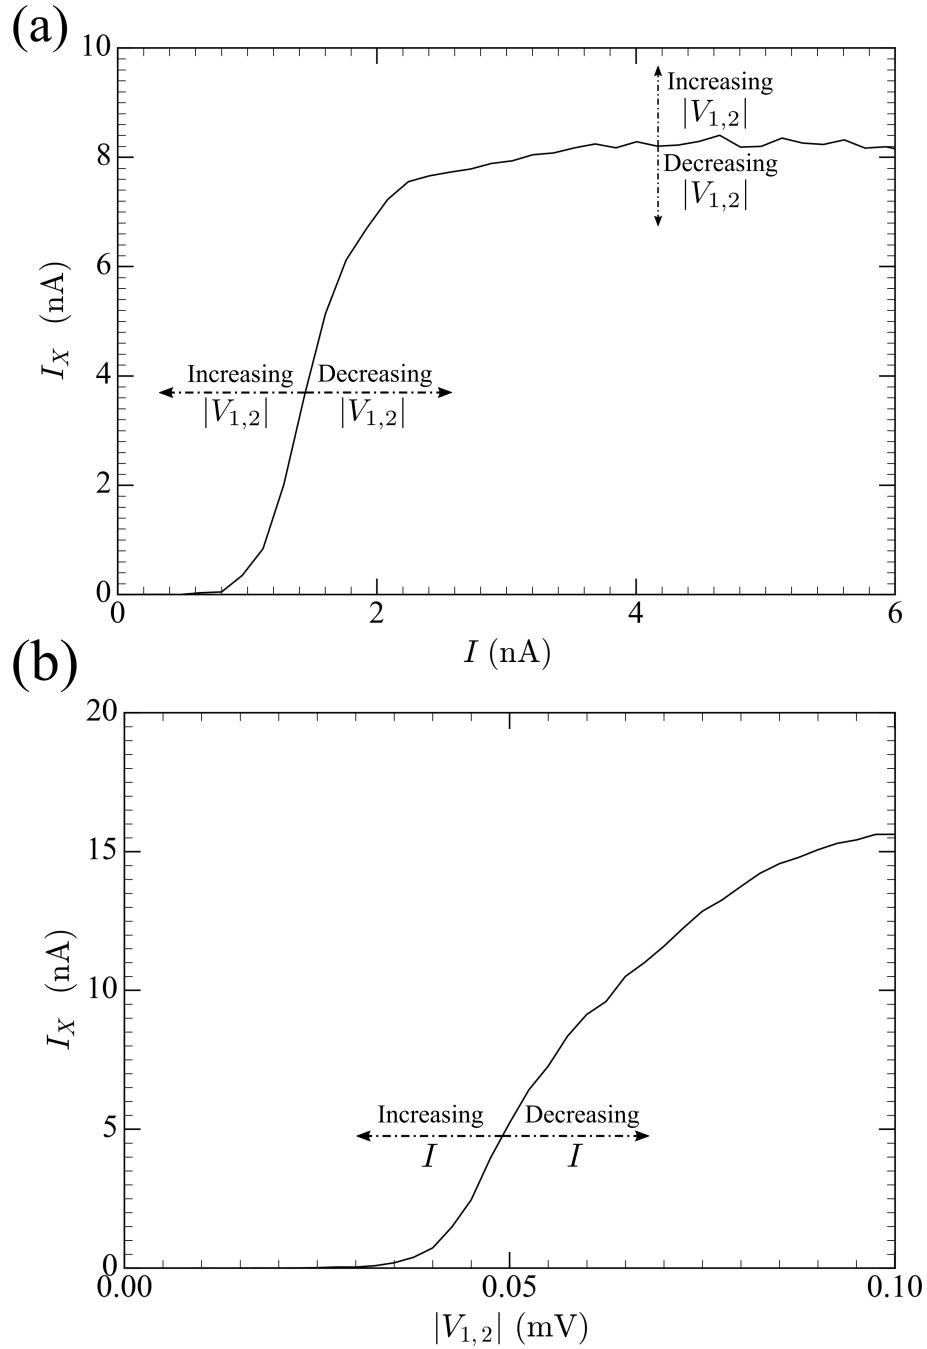 (a)
10
8
6
4
2
0
I_X (nA)
Increasing
|V_{1,2}|
Decreasing
|V_{1,2}|
Increasing Decreasing
|V_{1,2}| |V_{1,2}|
0 2 4 6
I (nA)
(b)
20
15
10
5
0
I_X (nA)
Increasing Decreasing
I I
0.00 0.05 0.10
|V_{1,2}| (mV)